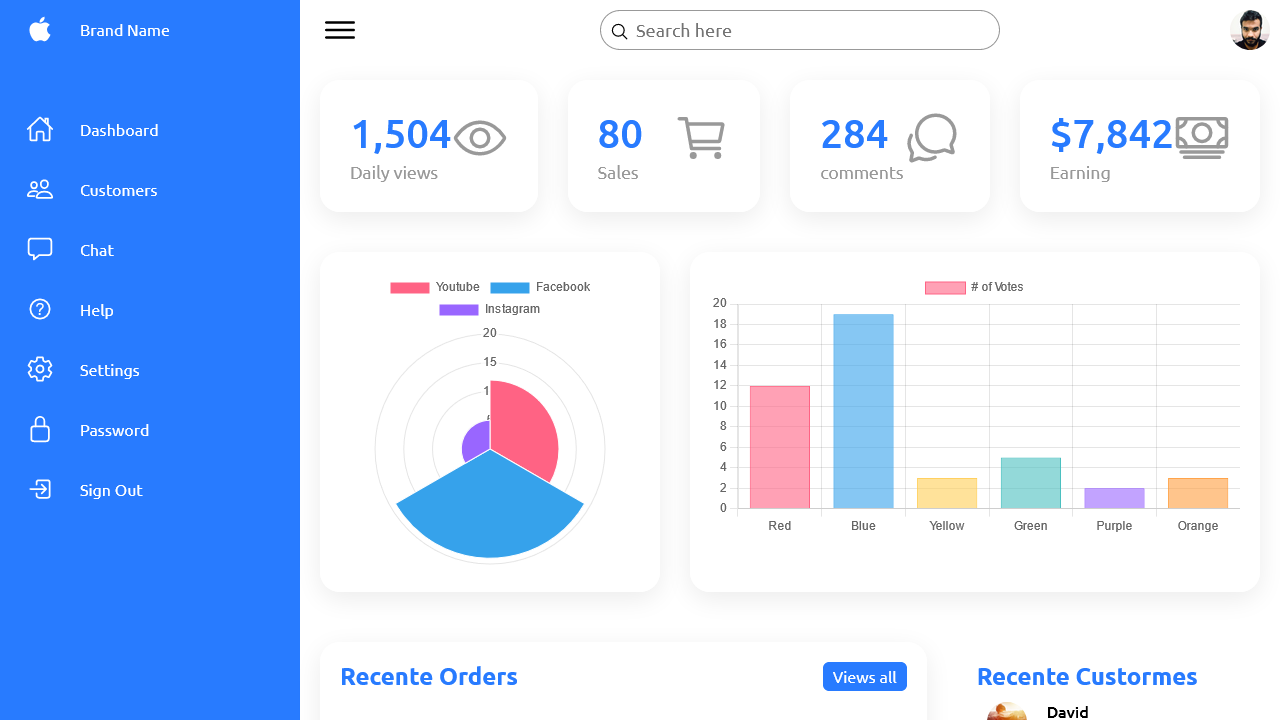 Brand Name
Dashboard
Customers
Chat
Help
Settings
Password
Sign Out
Search here
1,504
Daily views
80
Sales
284
comments
$7,842
Earning
Youtube
Facebook
Instagram
20
15
# of Votes
20
18
16
14
12
10
8
6
4
2
0
Red Blue Yellow Green Purple Orange
Recente Orders
Views all
Recente Custormes
David